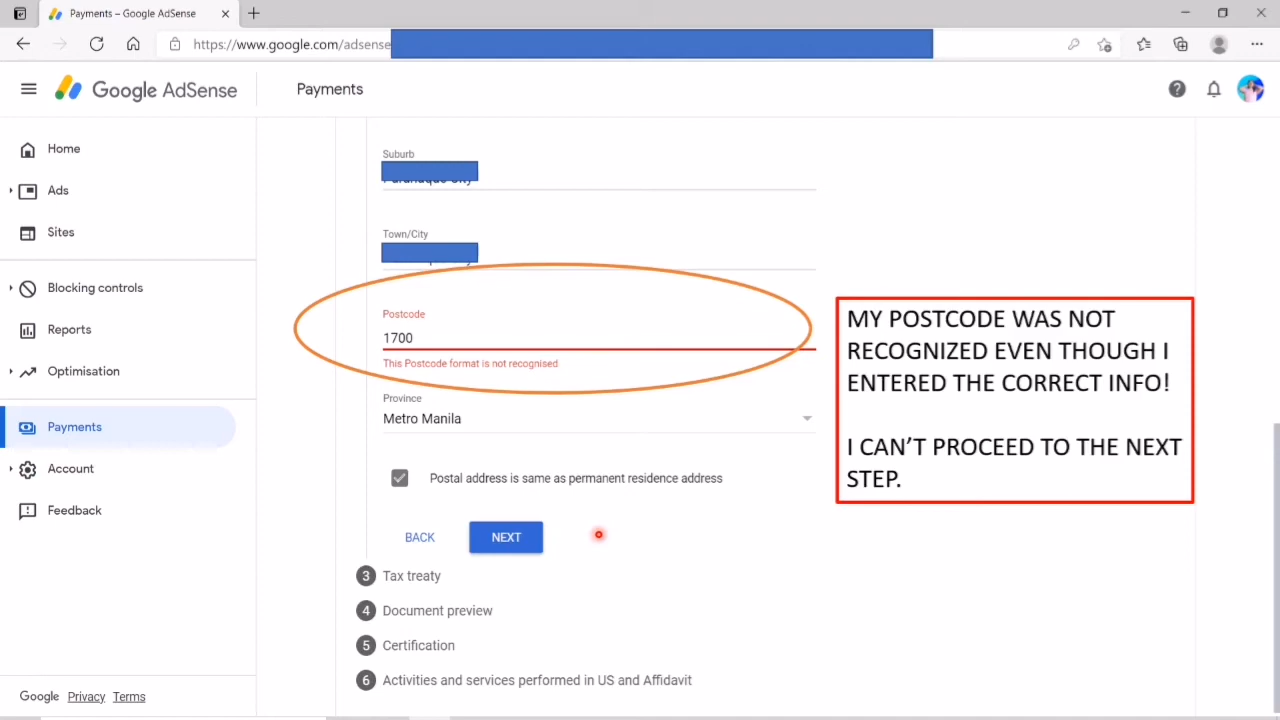 Payments – Google AdSense
https://www.google.com/adsense
Google AdSense
Payments
Home
Ads
Sites
Blocking controls
Reports
Optimisation
Payments
Account
Feedback
Google Privacy Terms
Suburb
Town/City
Postcode
1700
This Postcode format is not recognised
Province
Metro Manila
Postal address is same as permanent residence address
BACK
NEXT
3 Tax treaty
4 Document preview
5 Certification
6 Activities and services performed in US and Affidavit
MY POSTCODE WAS NOT
RECOGNIZED EVEN THOUGH I
ENTERED THE CORRECT INFO!
I CAN'T PROCEED TO THE NEXT
STEP.